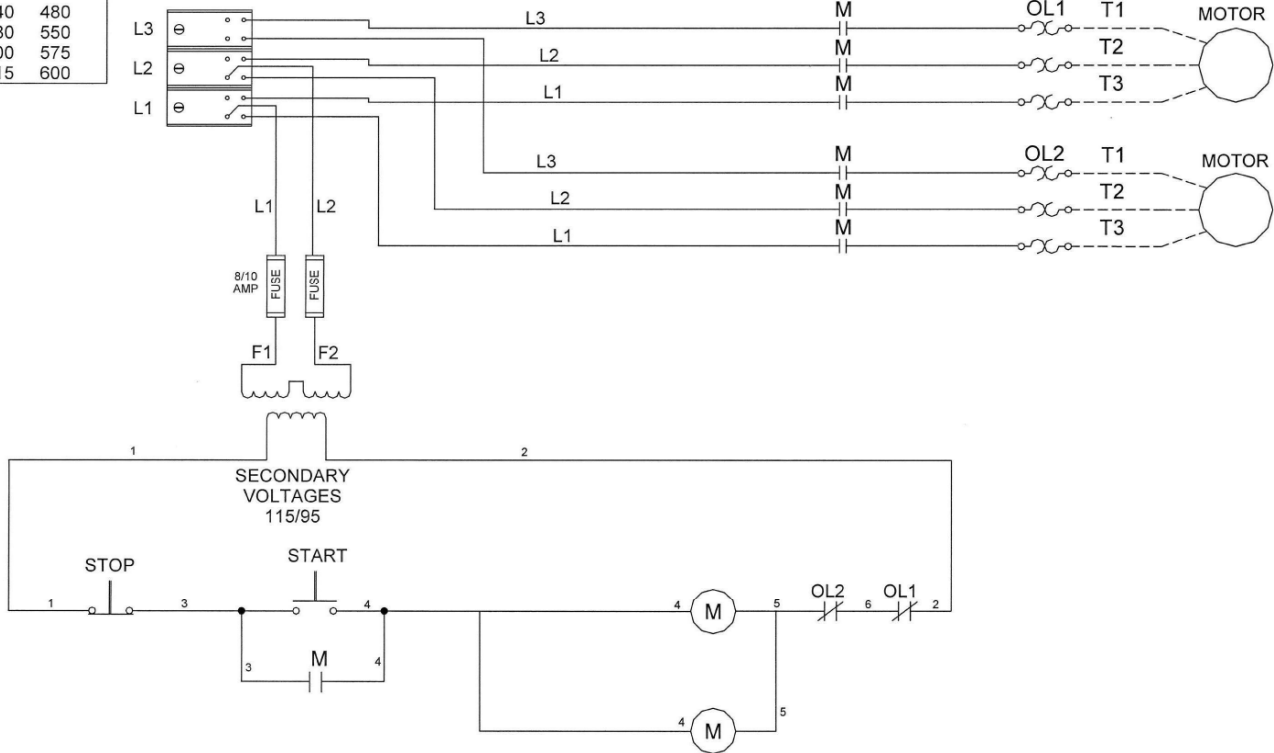 480
550
575
600
L3
L2
L1
L3
L2
L1
M
M
M
OL1
T1
T2
T3
MOTOR
L3
L2
L1
M
M
M
OL2
T1
T2
T3
MOTOR
L1
L2
8/10
AMP
FUSE
FUSE
F1
F2
1
2
SECONDARY
VOLTAGES
115/95
STOP
START
1
3
4
4
M
5
OL2
6
OL1
2
3
M
4
4
M
5